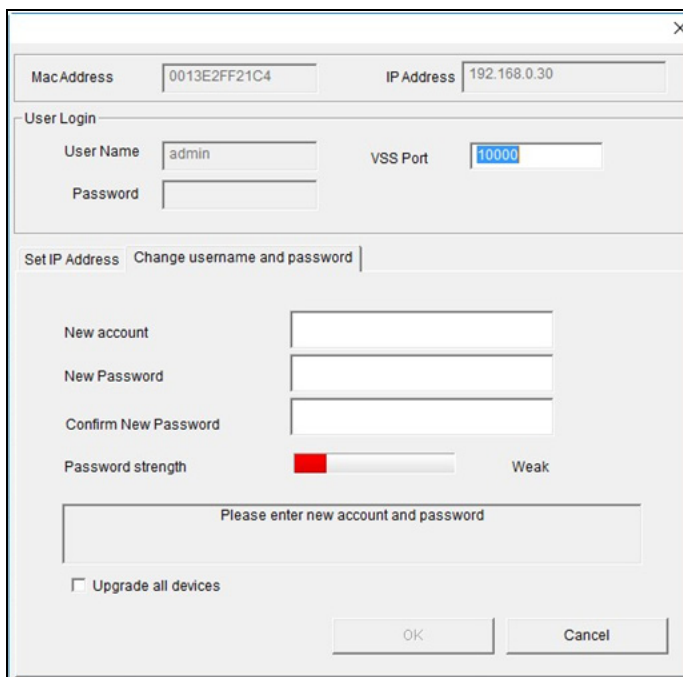 Mac Address 0013E2FF21C4 IP Address 192.168.0.30
User Login
User Name admin VSS Port 10000
Password
Set IP Address Change username and password
New account
New Password
Confirm New Password
Password strength Weak
Please enter new account and password
Upgrade all devices
OK Cancel